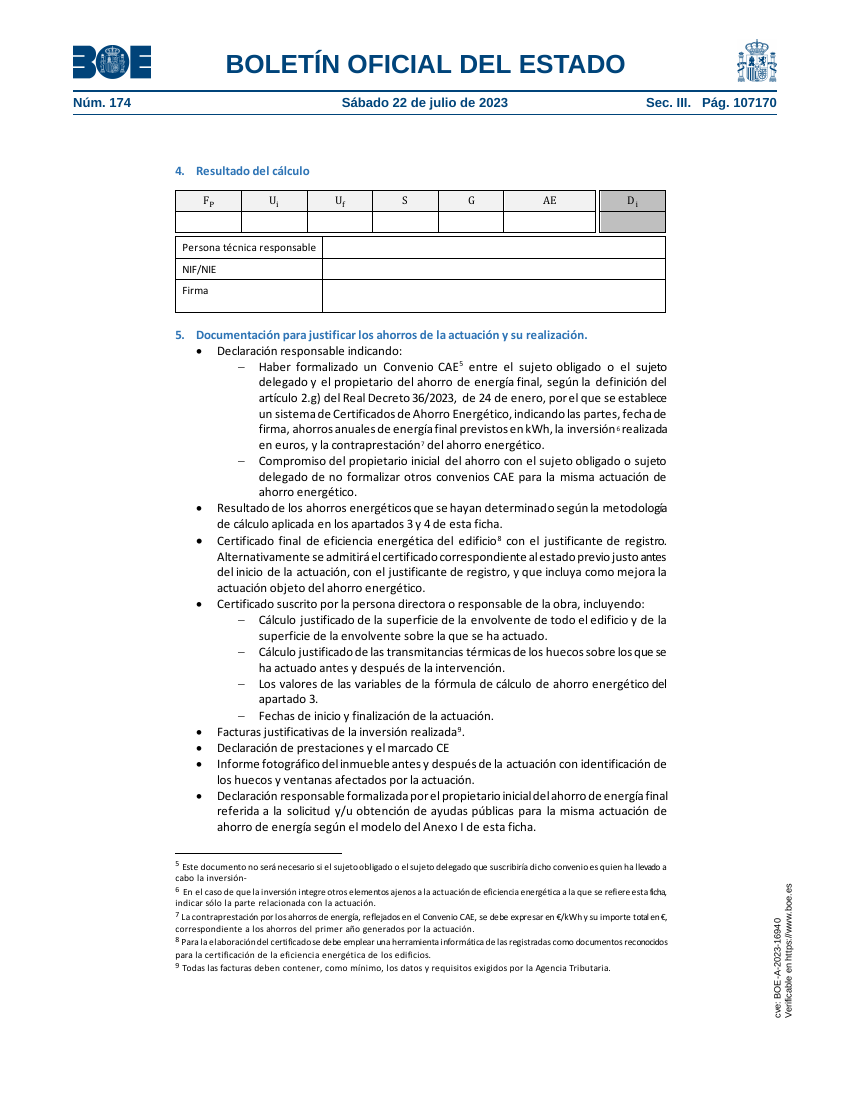 BOE
BOLETÍN OFICIAL DEL ESTADO
Núm. 174 Sábado 22 de julio de 2023 Sec. III. Pág. 107170
4. Resultado del cálculo
F_P U_i U_f S G AE D_i
Persona técnica responsable
NIF/NIE
Firma
5. Documentación para justificar los ahorros de la actuación y su realización.
• Declaración responsable indicando:
– Haber formalizado un Convenio CAE⁵ entre el sujeto obligado o el sujeto
delegado y el propietario del ahorro de energía final, según la definición del
artículo 2.g) del Real Decreto 36/2023, de 24 de enero, por el que se establece
un sistema de Certificados de Ahorro Energético, indicando las partes, fecha de
firma, ahorros anuales de energía final previstos en kWh, la inversión⁶ realizada
en euros, y la contraprestación⁷ del ahorro energético.
– Compromiso del propietario inicial del ahorro con el sujeto obligado o sujeto
delegado de no formalizar otros convenios CAE para la misma actuación de
ahorro energético.
• Resultado de los ahorros energéticos que se hayan determinado según la metodología
de cálculo aplicada en los apartados 3 y 4 de esta ficha.
• Certificado final de eficiencia energética del edificio⁸ con el justificante de registro.
Alternativamente se admitirá el certificado correspondiente al estado previo justo antes
del inicio de la actuación, con el justificante de registro, y que incluya como mejora la
actuación objeto del ahorro energético.
• Certificado suscrito por la persona directora o responsable de la obra, incluyendo:
– Cálculo justificado de la superficie de la envolvente de todo el edificio y de la
superficie de la envolvente sobre la que se ha actuado.
– Cálculo justificado de las transmitancias térmicas de los huecos sobre los que se
ha actuado antes y después de la intervención.
– Los valores de las variables de la fórmula de cálculo de ahorro energético del
apartado 3.
– Fechas de inicio y finalización de la actuación.
• Facturas justificativas de la inversión realizada⁹.
• Declaración de prestaciones y el marcado CE
• Informe fotográfico del inmueble antes y después de la actuación con identificación de
los huecos y ventanas afectados por la actuación.
• Declaración responsable formalizada por el propietario inicial del ahorro de energía final
referida a la solicitud y/u obtención de ayudas públicas para la misma actuación de
ahorro de energía según el modelo del Anexo I de esta ficha.
⁵ Este documento no será necesario si el sujeto obligado o el sujeto delegado que suscribiría dicho convenio es quien ha llevado a
cabo la inversión-
⁶ En el caso de que la inversión integre otros elementos ajenos a la actuación de eficiencia energética a la que se refiere esta ficha,
indicar sólo la parte relacionada con la actuación.
⁷ La contraprestación por los ahorros de energía, reflejados en el Convenio CAE, se debe expresar en €/kWh y su importe total en €,
correspondiente a los ahorros del primer año generados por la actuación.
⁸ Para la elaboración del certificado se debe emplear una herramienta informática de las registradas como documentos reconocidos
para la certificación de la eficiencia energética de los edificios.
⁹ Todas las facturas deben contener, como mínimo, los datos y requisitos exigidos por la Agencia Tributaria.
cve: BOE-A-2023-16940
Verificable en https://www.boe.es